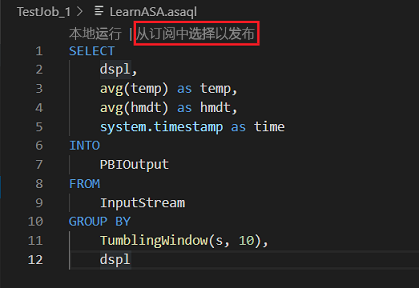 TestJob_1 > LearnASA.asaql
本地运行 | 从订阅中选择以发布
1 SELECT
2 dspl,
3 avg(temp) as temp,
4 avg(hmdt) as hmdt,
5 system.timestamp as time
6 INTO
7 PBIOutput
8 FROM
9 InputStream
10 GROUP BY
11 TumblingWindow(s, 10),
12 dspl